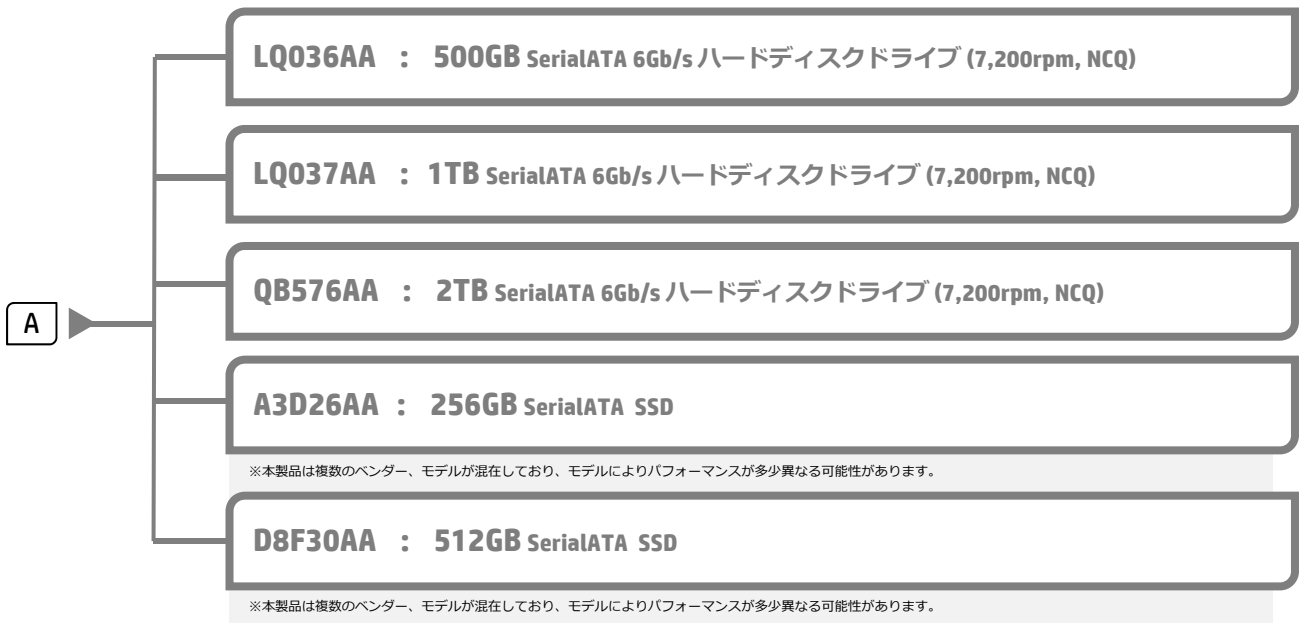 LQ036AA : 500GB SerialATA 6Gb/s ハードディスクドライブ (7,200rpm, NCQ)
LQ037AA : 1TB SerialATA 6Gb/s ハードディスクドライブ (7,200rpm, NCQ)
QB576AA : 2TB SerialATA 6Gb/s ハードディスクドライブ (7,200rpm, NCQ)
A
A3D26AA : 256GB SerialATA SSD
※本製品は複数のベンダー、モデルが混在しており、モデルによりパフォーマンスが多少異なる可能性があります。
D8F30AA : 512GB SerialATA SSD
※本製品は複数のベンダー、モデルが混在しており、モデルによりパフォーマンスが多少異なる可能性があります。